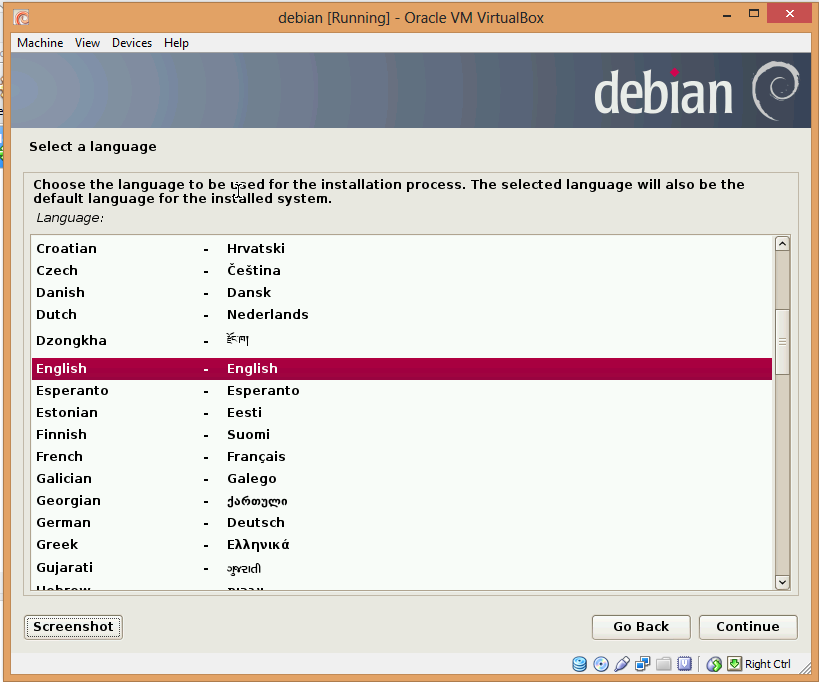 debian [Running] - Oracle VM VirtualBox
Machine View Devices Help
debian
Select a language
Choose the language to be used for the installation process. The selected language will also be the
default language for the installed system.
Language:
Croatian - Hrvatski
Czech - Čeština
Danish - Dansk
Dutch - Nederlands
Dzongkha - རྫོང་ཁ།
English - English
Esperanto - Esperanto
Estonian - Eesti
Finnish - Suomi
French - Français
Galician - Galego
Georgian - ქართული
German - Deutsch
Greek - Ελληνικά
Gujarati - ગુજરાતી
Hebrew - עברית
Screenshot Go Back Continue
Right Ctrl